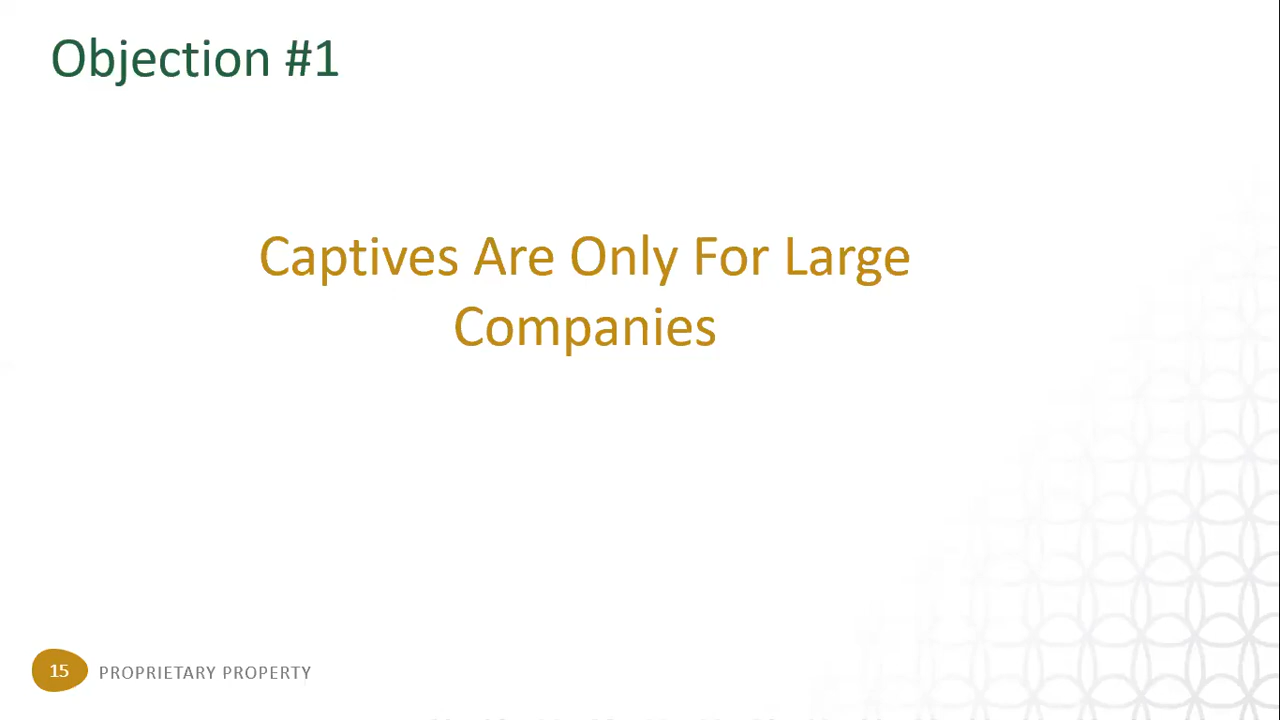 Objection #1
Captives Are Only For Large
Companies
15 PROPRIETARY PROPERTY